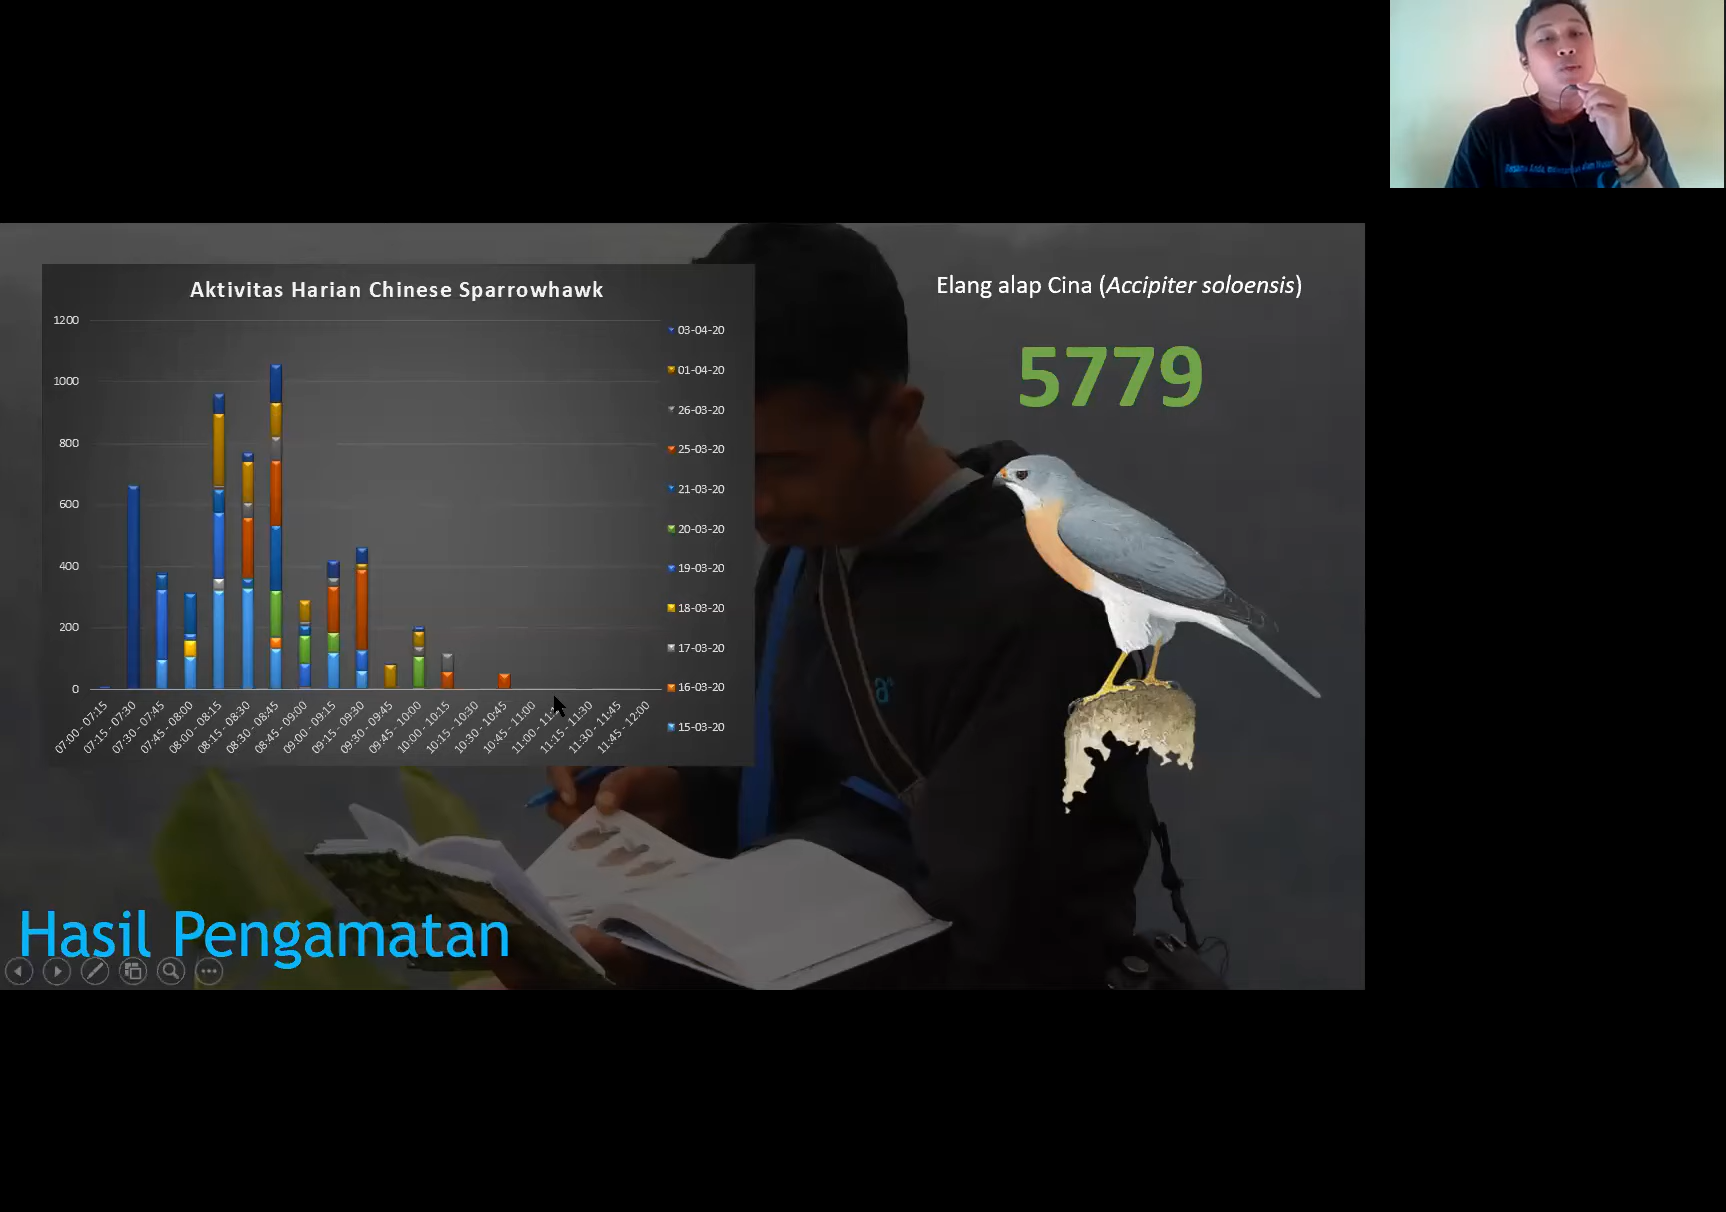 Aktivitas Harian Chinese Sparrowhawk
1200
1000
800
600
400
200
0
07:00 - 07:15
07:15 - 07:30
07:30 - 07:45
07:45 - 08:00
08:00 - 08:15
08:15 - 08:30
08:30 - 08:45
08:45 - 09:00
09:00 - 09:15
09:15 - 09:30
09:30 - 09:45
09:45 - 10:00
10:00 - 10:15
10:15 - 10:30
10:30 - 10:45
10:45 - 11:00
11:15 - 11:30
11:30 - 11:45
11:45 - 12:00
03-04-20
01-04-20
26-03-20
25-03-20
21-03-20
20-03-20
19-03-20
18-03-20
17-03-20
16-03-20
15-03-20
Elang alap Cina (Accipiter soloensis)
5779
Hasil Pengamatan